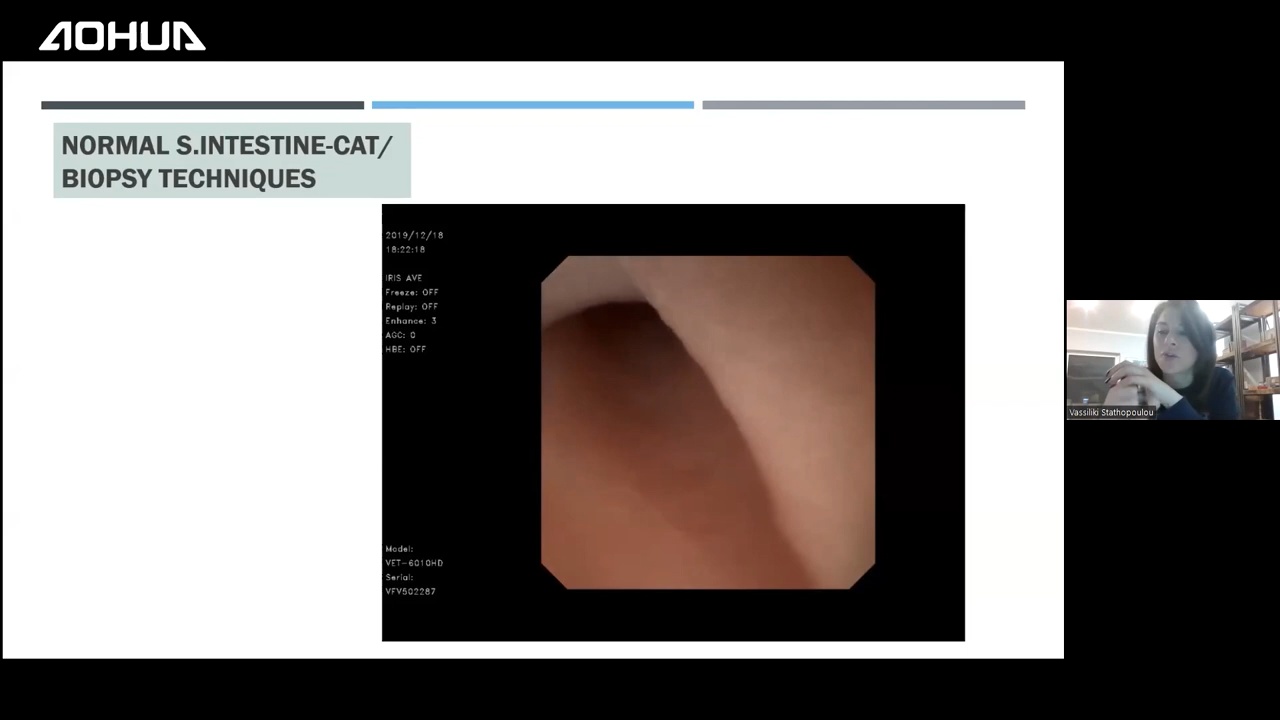 AOHUA
NORMAL S.INTESTINE-CAT/
BIOPSY TECHNIQUES
2019/12/18
18:22:18
IRIS AVE
Freeze: OFF
Replay: OFF
Enhance: 3
AGC: 0
HBE: OFF
Model:
VET-6010HD
Serial:
VFV502287
Vassiliki Stathopoulou